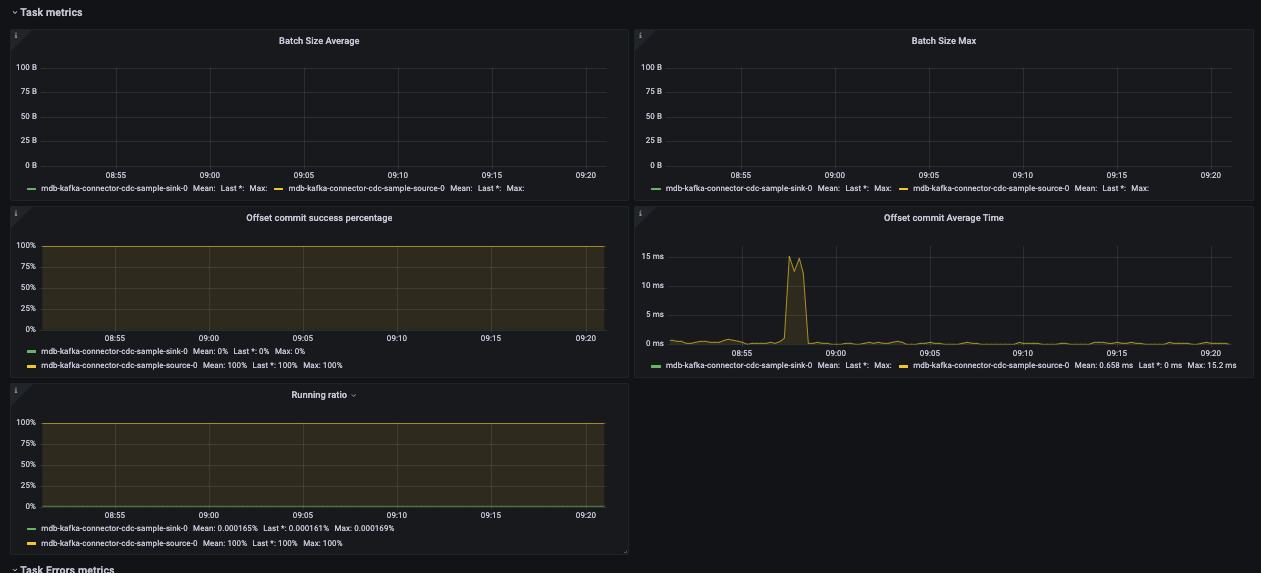 Task metrics
Batch Size Average
100 B
75 B
50 B
25 B
0 B
08:55 09:00 09:05 09:10 09:15 09:20
mdb-kafka-connector-cdc-sample-sink-0 Mean: Last *: Max: mdb-kafka-connector-cdc-sample-source-0 Mean: Last *: Max:
Batch Size Max
100 B
75 B
50 B
25 B
0 B
08:55 09:00 09:05 09:10 09:15 09:20
mdb-kafka-connector-cdc-sample-sink-0 Mean: Last *: Max: mdb-kafka-connector-cdc-sample-source-0 Mean: Last *: Max:
Offset commit success percentage
100%
75%
50%
25%
0%
08:55 09:00 09:05 09:10 09:15 09:20
mdb-kafka-connector-cdc-sample-sink-0 Mean: 0% Last *: 0% Max: 0%
mdb-kafka-connector-cdc-sample-source-0 Mean: 100% Last *: 100% Max: 100%
Offset commit Average Time
15 ms
10 ms
5 ms
0 ms
08:55 09:00 09:05 09:10 09:15 09:20
mdb-kafka-connector-cdc-sample-sink-0 Mean: Last *: Max: mdb-kafka-connector-cdc-sample-source-0 Mean: 0.658 ms Last *: 0 ms Max: 15.2 ms
Running ratio
100%
75%
50%
25%
0%
08:55 09:00 09:05 09:10 09:15 09:20
mdb-kafka-connector-cdc-sample-sink-0 Mean: 0.000165% Last *: 0.000161% Max: 0.000169%
mdb-kafka-connector-cdc-sample-source-0 Mean: 100% Last *: 100% Max: 100%
Task Errors metrics